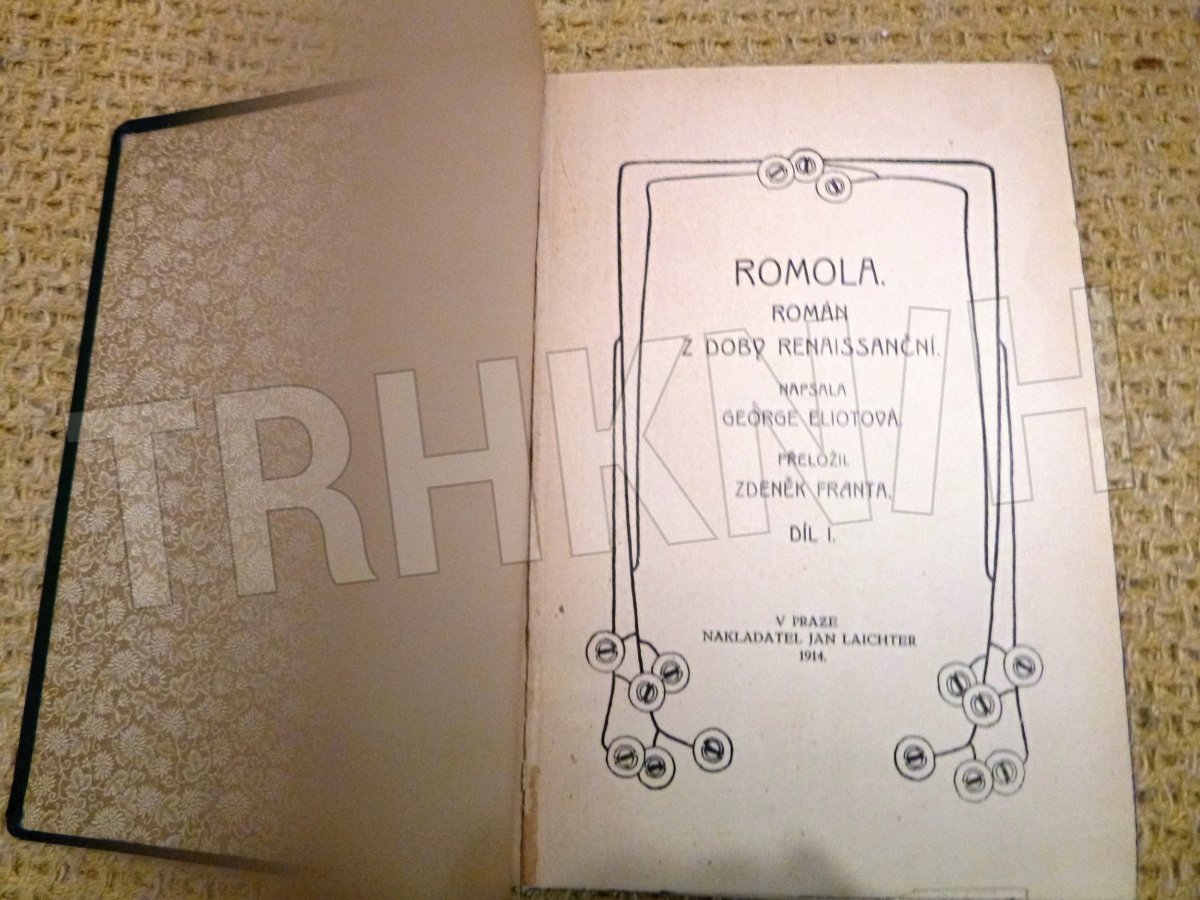 ROMOLA.
ROMÁN
Z DOBY RENAISSANČNÍ.
NAPSALA
GEORGE ELIOTOVÁ.
PŘELOŽIL
ZDENĚK FRANTA.
DÍL I.
V PRAZE
NAKLADATEL JAN LAICHTER
1914.
TRHKNIH